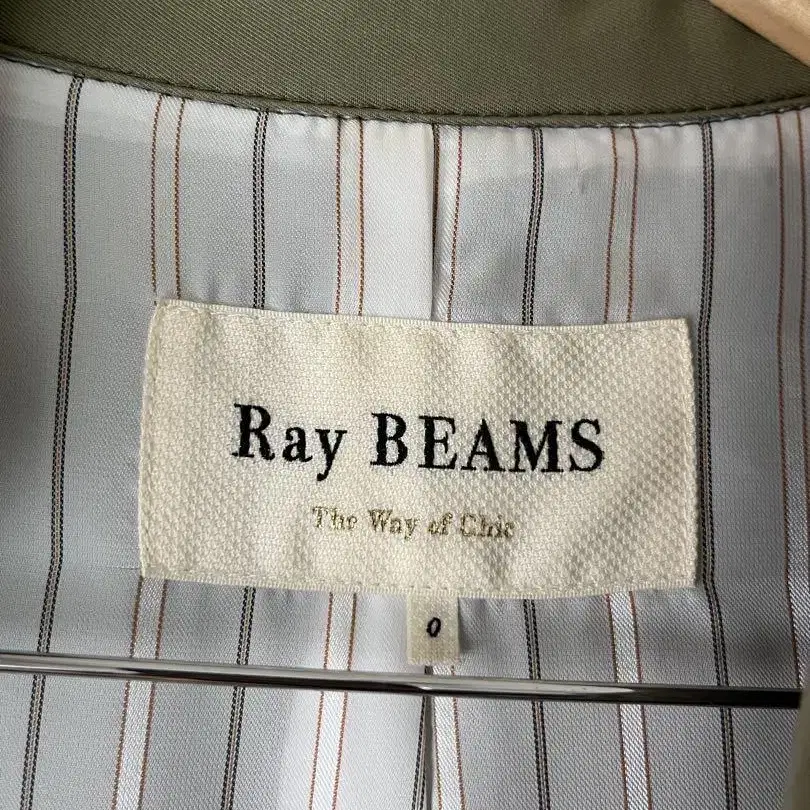 Ray BEAMS
The Way of Chic
0